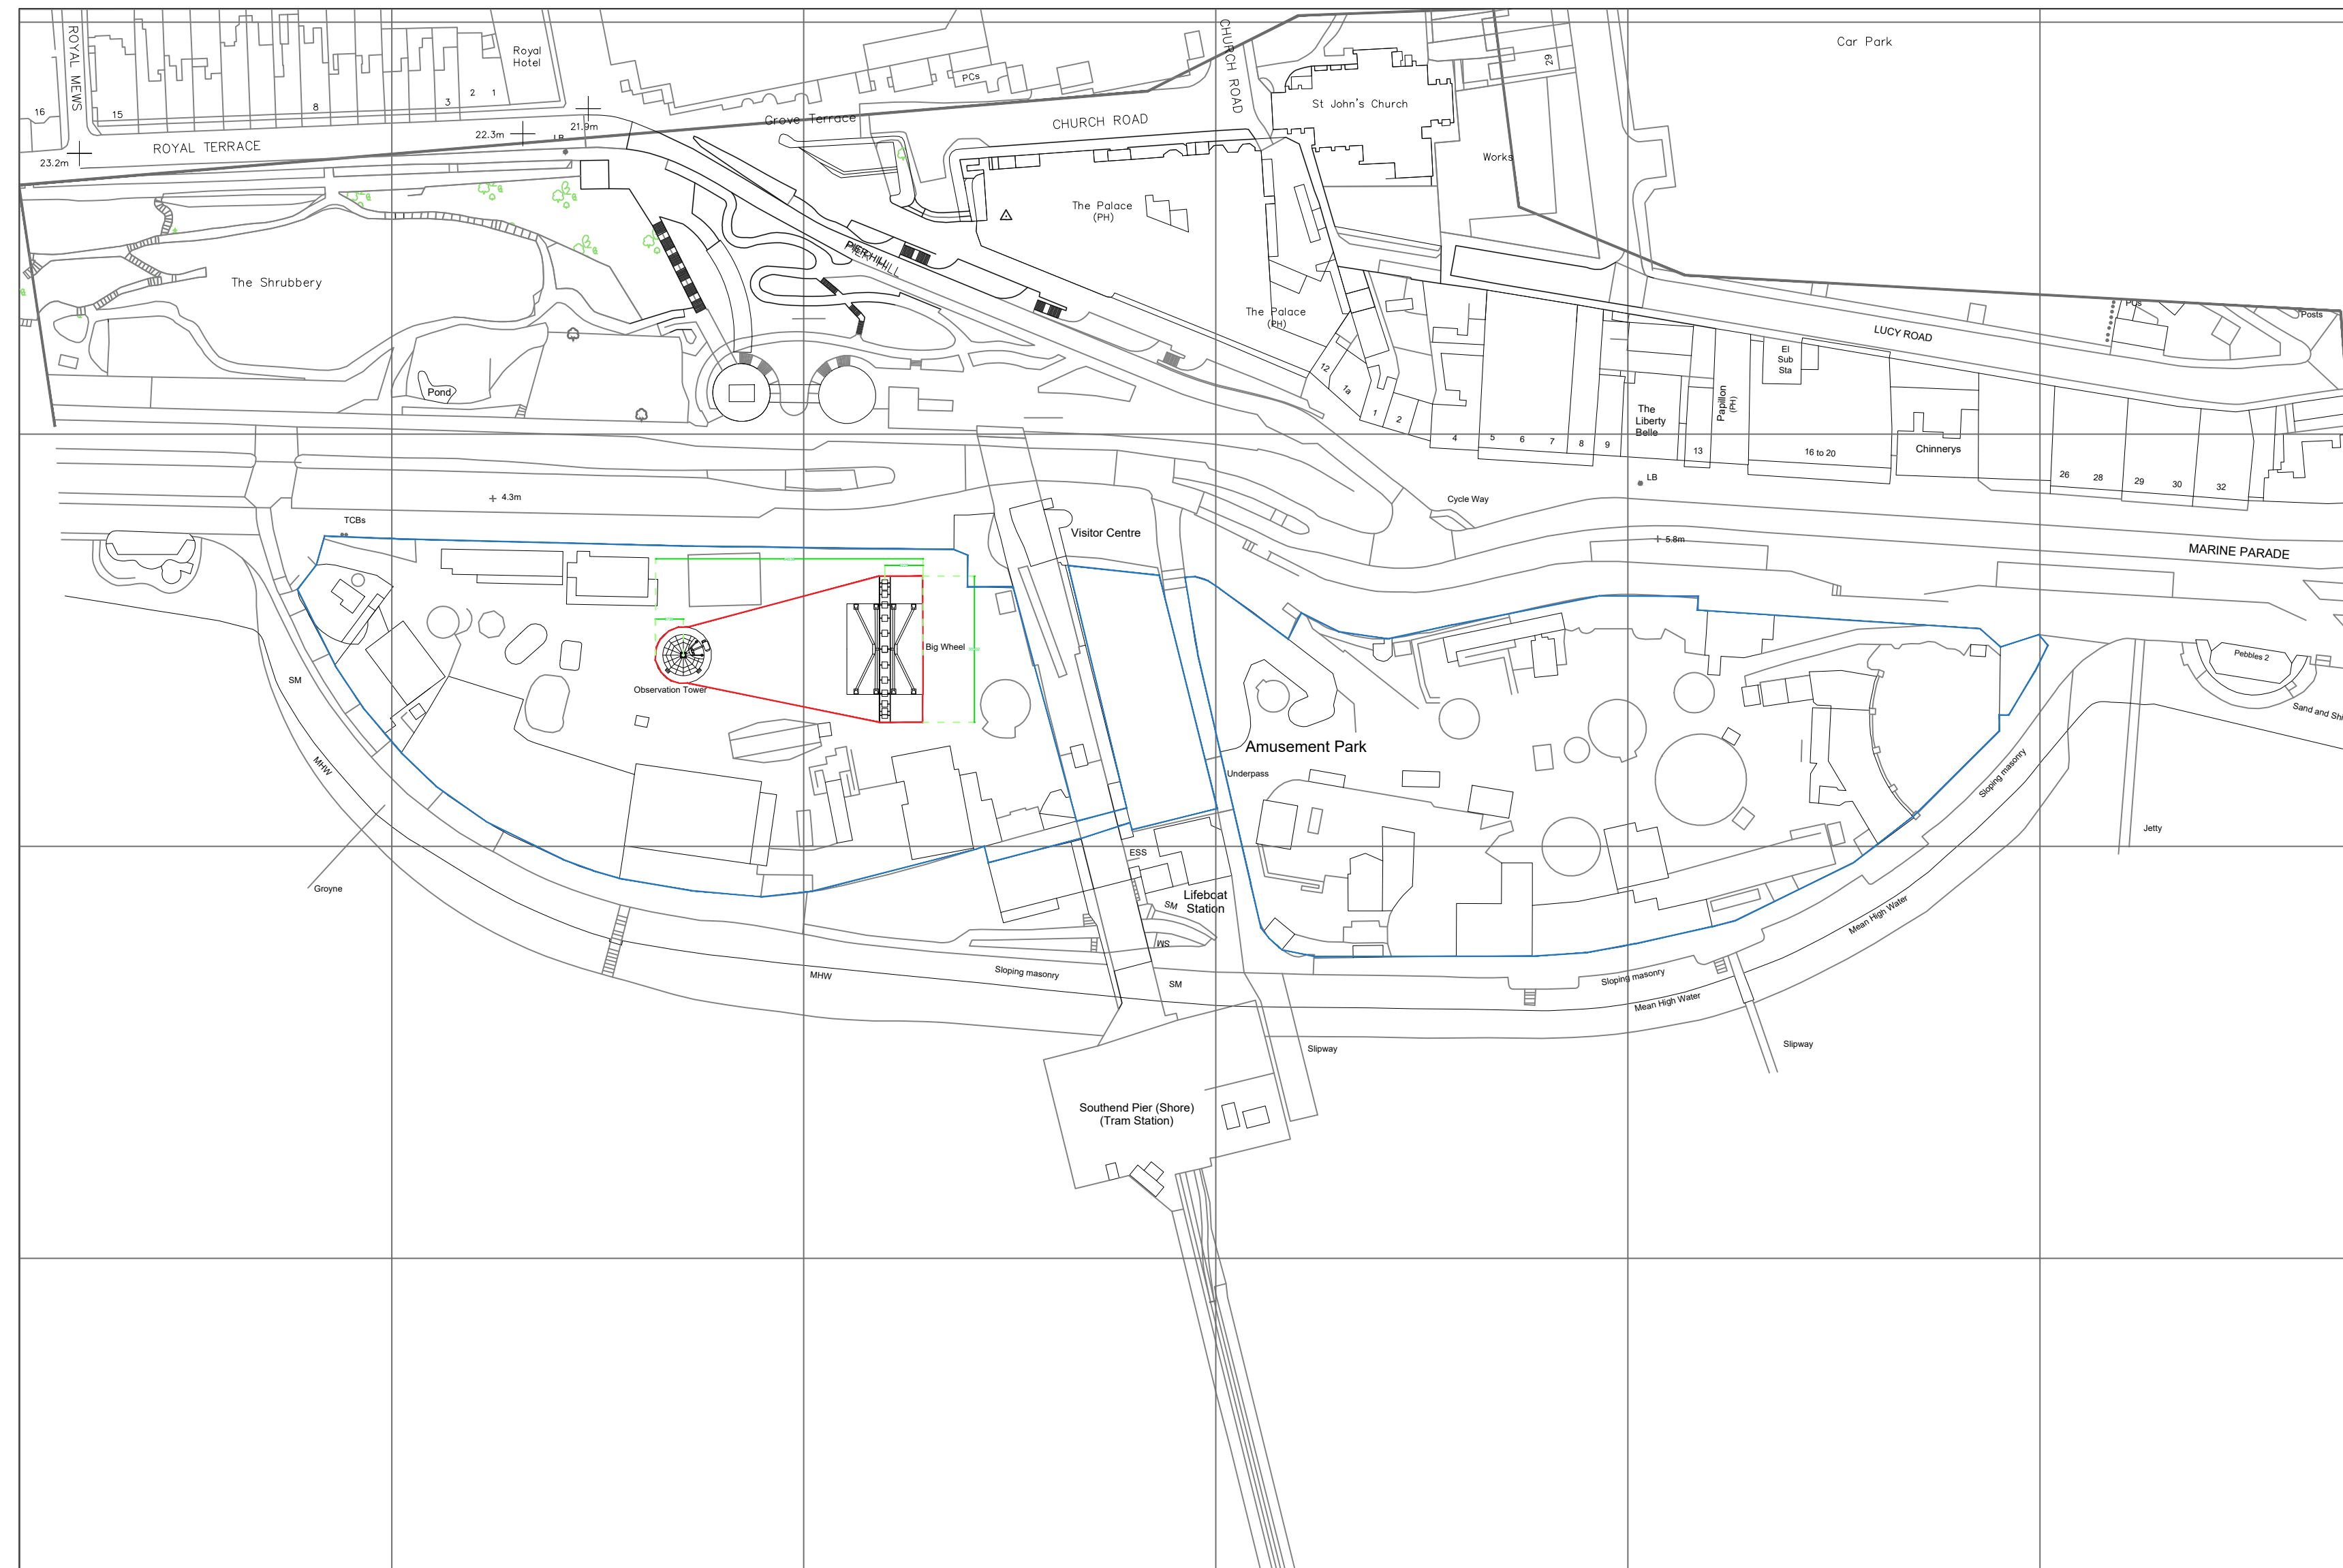 ROYAL MEWS
Royal
Hotel
CHURCH ROAD
Car Park
29
PCs
16
15
8
3
2
1
St John's Church
22.3m
21.9m
LB
Grove Terrace
CHURCH ROAD
23.2m
ROYAL TERRACE
Works
The Palace
(PH)
PIER HILL
The Shrubbery
The Palace
(PH)
PCs
Posts
LUCY ROAD
El
Sub
Sta
12
1a
1
2
Pond
The
Liberty
Belle
Papillon
(PH)
4
5
6
7
8
9
13
16 to 20
Chinnerys
26
28
29
30
32
LB
4.3m
Cycle Way
TCBs
Visitor Centre
5.8m
MARINE PARADE
Big Wheel
Observation Tower
Pebbles 2
SM
Sand and Shi
Amusement Park
MHW
Underpass
Sloping masonry
Jetty
ESS
Groyne
SM
Lifeboat
Station
Mean High Water
SM
MHW
Sloping masonry
SM
Sloping masonry
Mean High Water
Slipway
Slipway
Southend Pier (Shore)
(Tram Station)